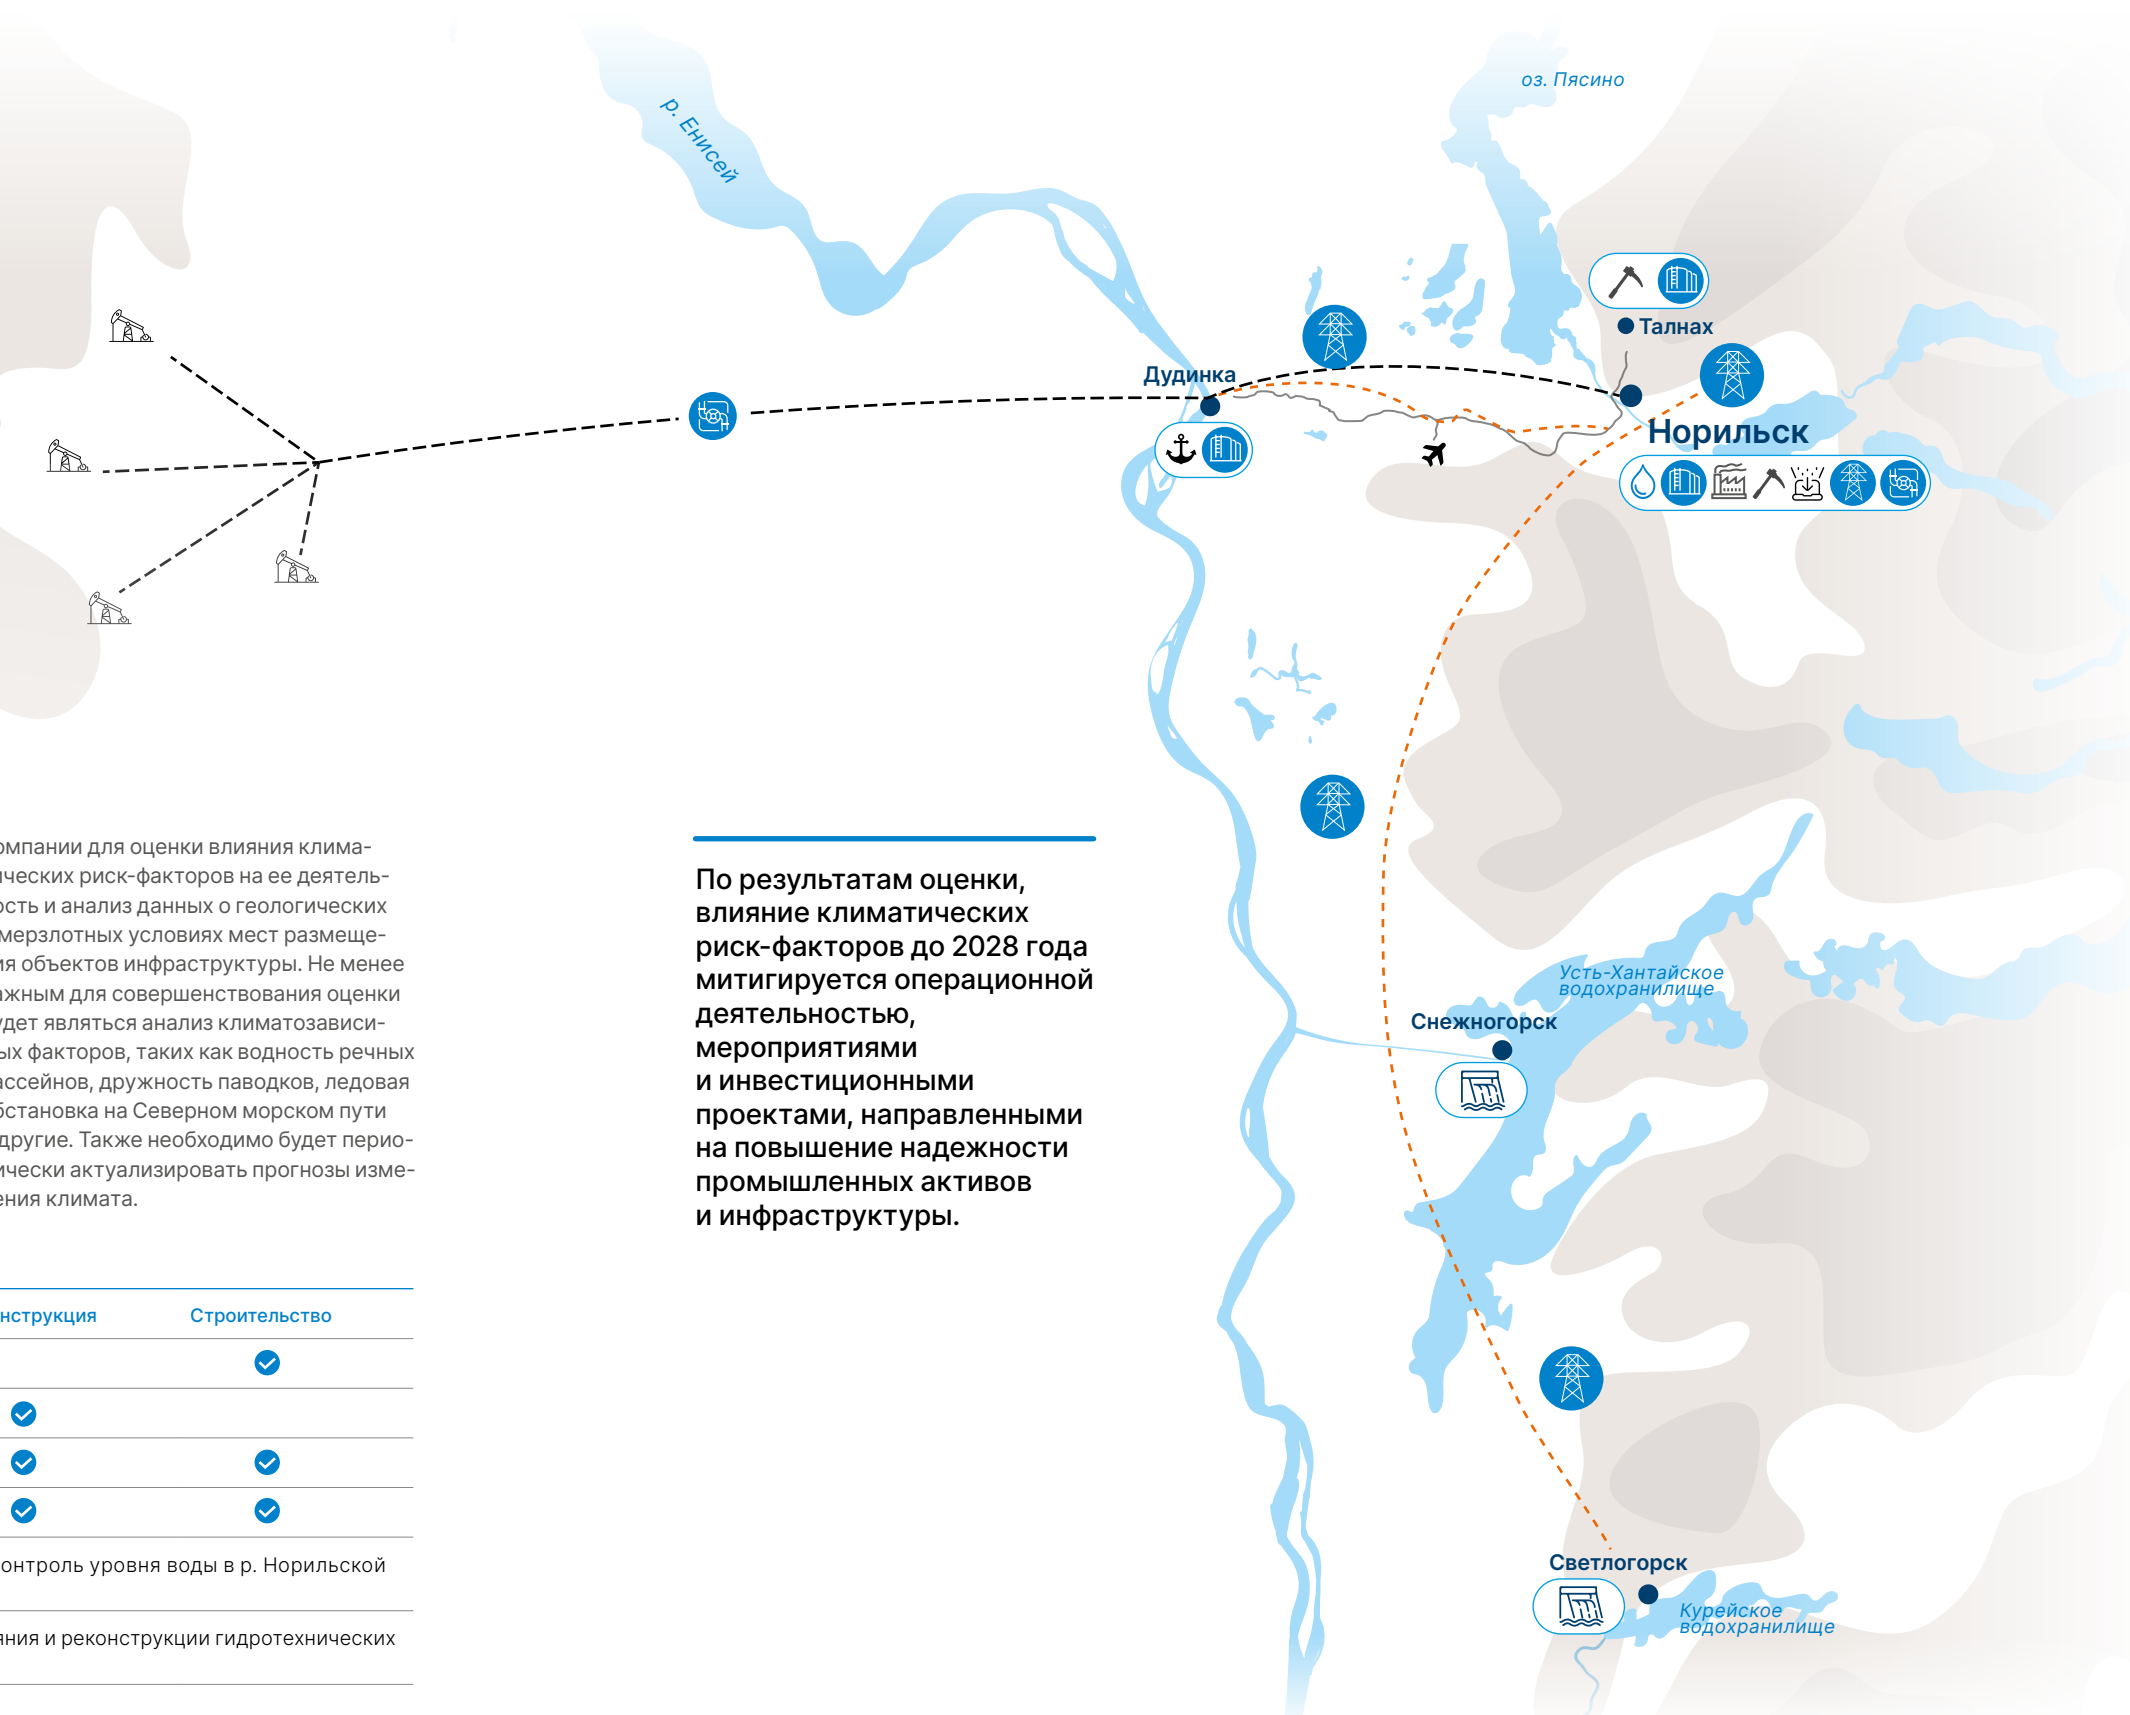 оз. Пясино
р. Енисей
Талнах
Дудинка
Норильск
омпании для оценки влияния клима-
ических риск-факторов на ее деятель-
ость и анализ данных о геологических
мерзлотных условиях мест размеще-
ия объектов инфраструктуры. Не менее
ажным для совершенствования оценки
удет являться анализ климатозависи-
ых факторов, таких как водность речных
ассейнов, дружность паводков, ледовая
бстановка на Северном морском пути
другие. Также необходимо будет перио-
ически актуализировать прогнозы изме-
ения климата.
По результатам оценки,
влияние климатических
риск-факторов до 2028 года
митигируется операционной
деятельностью,
мероприятиями
и инвестиционными
проектами, направленными
на повышение надежности
промышленных активов
и инфраструктуры.
Усть-Хантайское
водохранилище
Снежногорск
нструкция Строительство
онтроль уровня воды в р. Норильской
яния и реконструкции гидротехнических
Светлогорск
Курейское
водохранилище